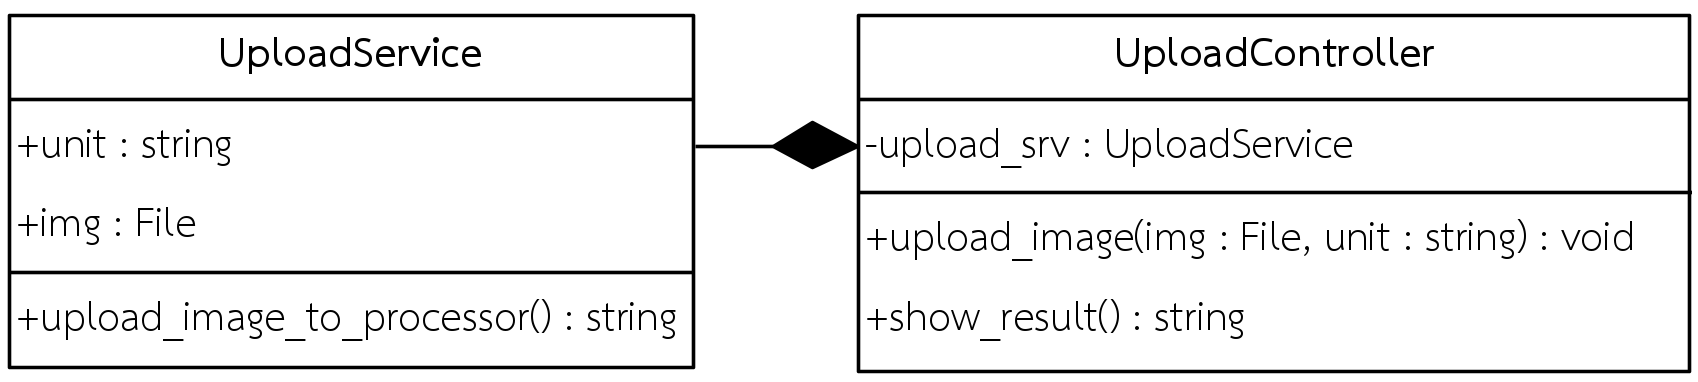 UploadService
+unit : string
+img : File
+upload_image_to_processor() : string
UploadController
-upload_srv : UploadService
+upload_image(img : File, unit : string) : void
+show_result() : string